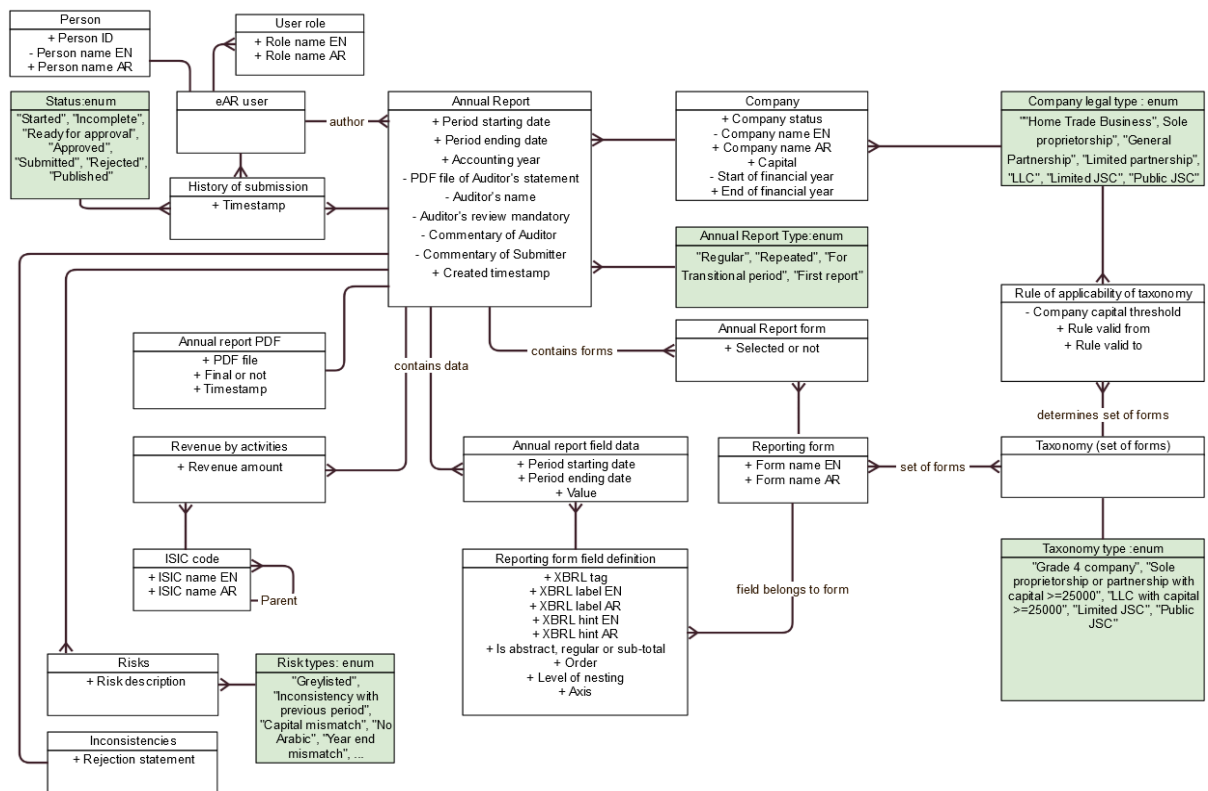 Person
+ Person ID
- Person name EN
+ Person name AR
User role
+ Role name EN
+ Role name AR
Status:enum
"Started", "Incomplete",
"Ready for approval",
"Approved",
"Submitted", "Rejected",
"Published"
eAR user
author
History of submission
+ Timestamp
Annual Report
+ Period starting date
+ Period ending date
+ Accounting year
- PDF file of Auditor's statement
- Auditor's name
- Auditor's review mandatory
- Commentary of Auditor
- Commentary of Submitter
+ Created timestamp
Company
+ Company status
- Company name EN
+ Company name AR
+ Capital
- Start of financial year
+ End of financial year
Company legal type : enum
""Home Trade Business", Sole
proprietorship", "General
Partnership", "Limited partnership",
"LLC", "Limited JSC", "Public JSC"
Annual Report Type:enum
"Regular", "Repeated", "For
Transitional period", "First report"
Rule of applicability of taxonomy
- Company capital threshold
+ Rule valid from
+ Rule valid to
Annual report PDF
+ PDF file
+ Final or not
+ Timestamp
contains data
contains forms
Annual Report form
+ Selected or not
determines set of forms
Revenue by activities
+ Revenue amount
Annual report field data
+ Period starting date
+ Period ending date
+ Value
Reporting form
+ Form name EN
+ Form name AR
set of forms
Taxonomy (set of forms)
ISIC code
+ ISIC name EN
+ ISIC name AR
Parent
Reporting form field definition
+ XBRL tag
+ XBRL label EN
+ XBRL label AR
+ XBRL hint EN
+ XBRL hint AR
+ Is abstract, regular or sub-total
+ Order
+ Level of nesting
+ Axis
field belongs to form
Taxonomy type :enum
"Grade 4 company", "Sole
proprietorship or partnership with
capital >=25000", "LLC with capital
>=25000", "Limited JSC", "Public
JSC"
Risks
+ Risk description
Risk types: enum
"Greylisted",
"Inconsistency with
previous period",
"Capital mismatch", "No
Arabic", "Year end
mismatch", ...
Inconsistencies
+ Rejection statement